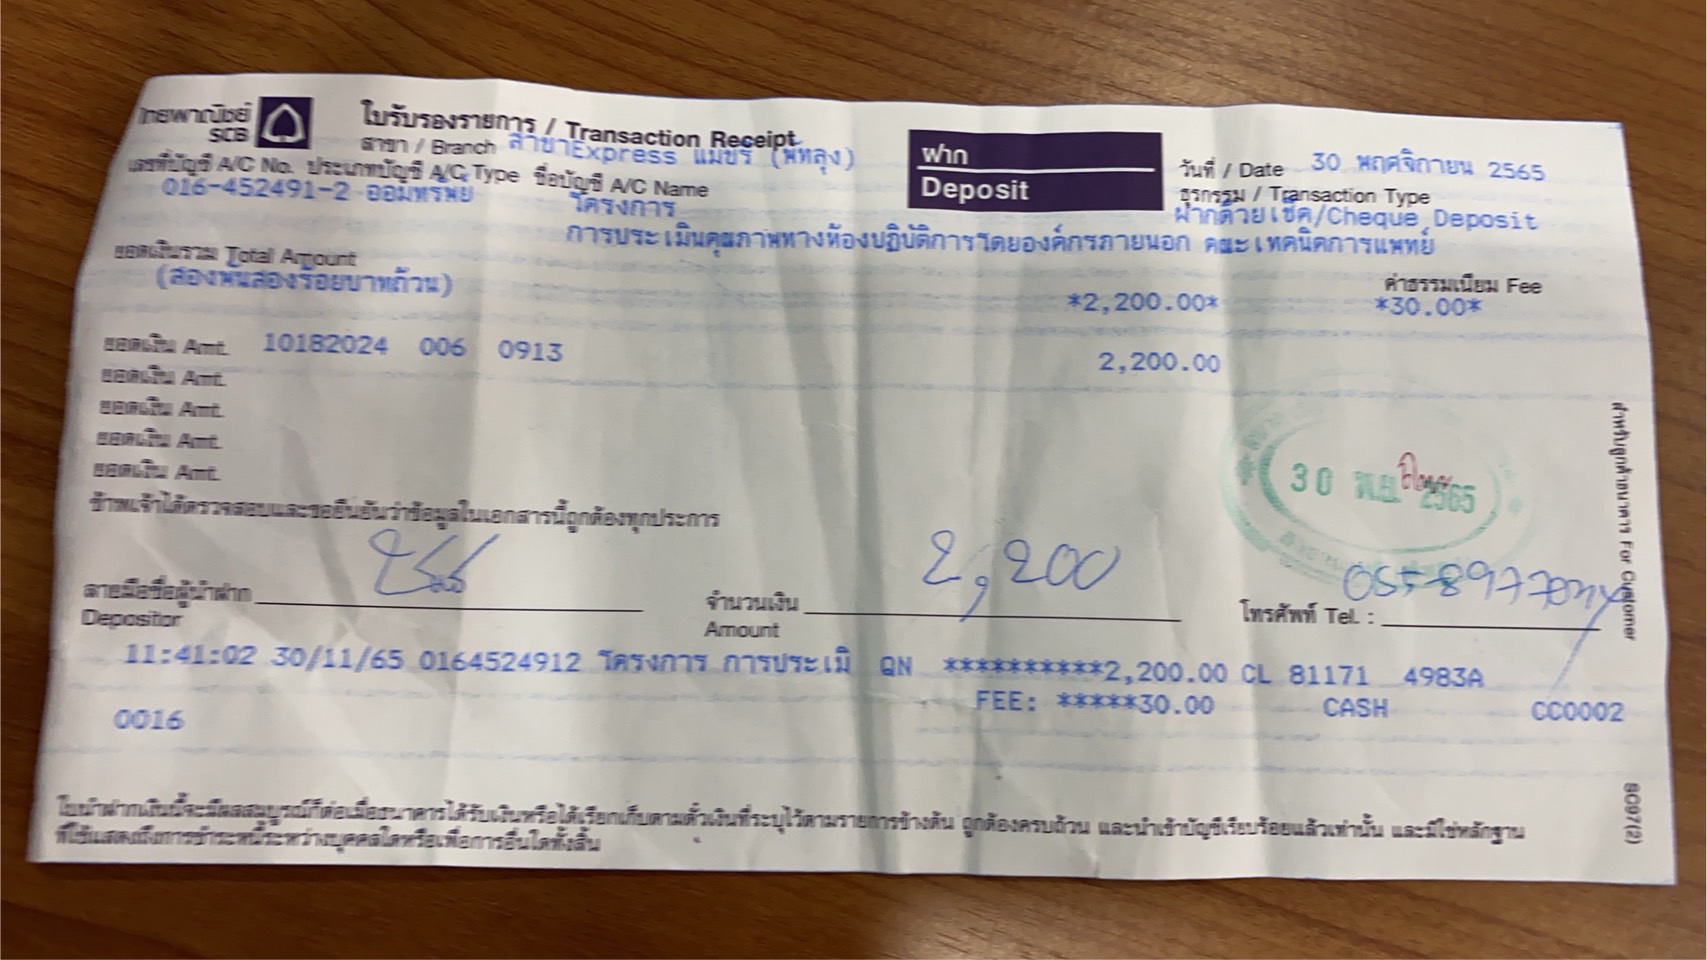 ไทยพาณิชย์
SCB
ใบรับรองรายการ / Transaction Receipt
สาขา / Branch สาขาExpress แม่ขรี (พัทลุง)
ฝาก
Deposit
วันที่ / Date 30 พฤศจิกายน 2565
เลขที่บัญชี A/C No. ประเภทบัญชี A/C Type ชื่อบัญชี A/C Name
ธุรกรรม / Transaction Type
016-452491-2 ออมทรัพย์ โครงการ
ฝากด้วยเช็ค/Cheque Deposit
การประเมินคุณภาพทางห้องปฏิบัติการโดยองค์กรภายนอก คณะเทคนิคการแพทย์
ยอดเงินรวม Total Amount
ค่าธรรมเนียม Fee
(สองพันสองร้อยบาทถ้วน) *2,200.00* *30.00*
ยอดเงิน Amt. 10182024 006 0913 2,200.00
ยอดเงิน Amt.
ยอดเงิน Amt.
ยอดเงิน Amt.
ยอดเงิน Amt.
30 พ.ย. 2565
ข้าพเจ้าได้ตรวจสอบและขอยืนยันว่าข้อมูลในเอกสารนี้ถูกต้องทุกประการ
ลายมือชื่อผู้นำฝาก
Depositor
จำนวนเงิน 2,200
Amount
โทรศัพท์ Tel. :
11:41:02 30/11/65 0164524912 โครงการ การประเมิ QN **********2,200.00 CL 81171 4983A
FEE: *****30.00 CASH CC0002
0016
ใบนำฝากเงินนี้จะมีผลสมบูรณ์ก็ต่อเมื่อธนาคารได้รับเงินหรือได้เรียกเก็บตามตั๋วเงินที่ระบุไว้ตามรายการข้างต้น ถูกต้องครบถ้วน และนำเข้าบัญชีเรียบร้อยแล้วเท่านั้น และมิใช่หลักฐาน
ที่ใช้แสดงถึงการชำระหนี้ระหว่างบุคคลใดหรือเพื่อการอื่นใดทั้งสิ้น
สำหรับลูกค้าธนาคาร For Customer
SO97(2)